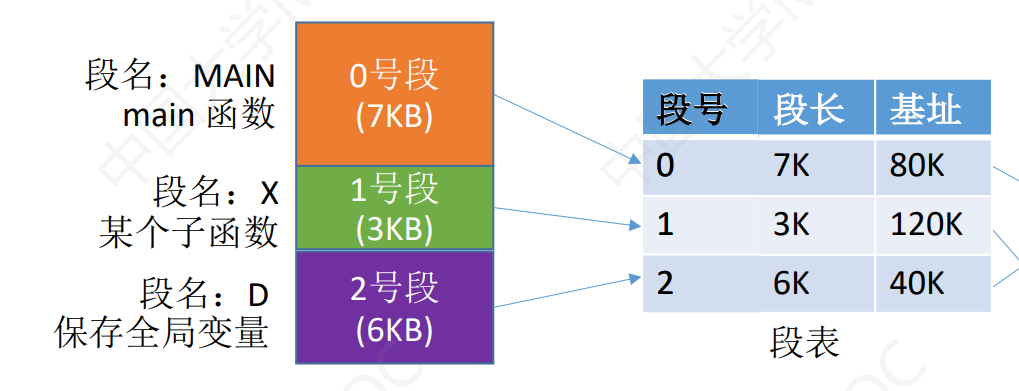 段名：MAIN
main 函数
0号段
(7KB)
段名：X
某个子函数
1号段
(3KB)
段名：D
保存全局变量
2号段
(6KB)
段号 段长 基址
0 7K 80K
1 3K 120K
2 6K 40K
段表